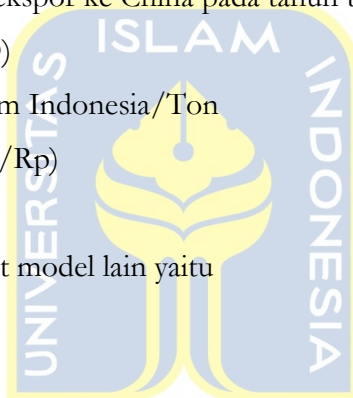 ekspor ke China pada tahun t
)
m Indonesia/Ton
/Rp)
t model lain yaitu
ISLAM
UNIVERSITAS
INDONESIA